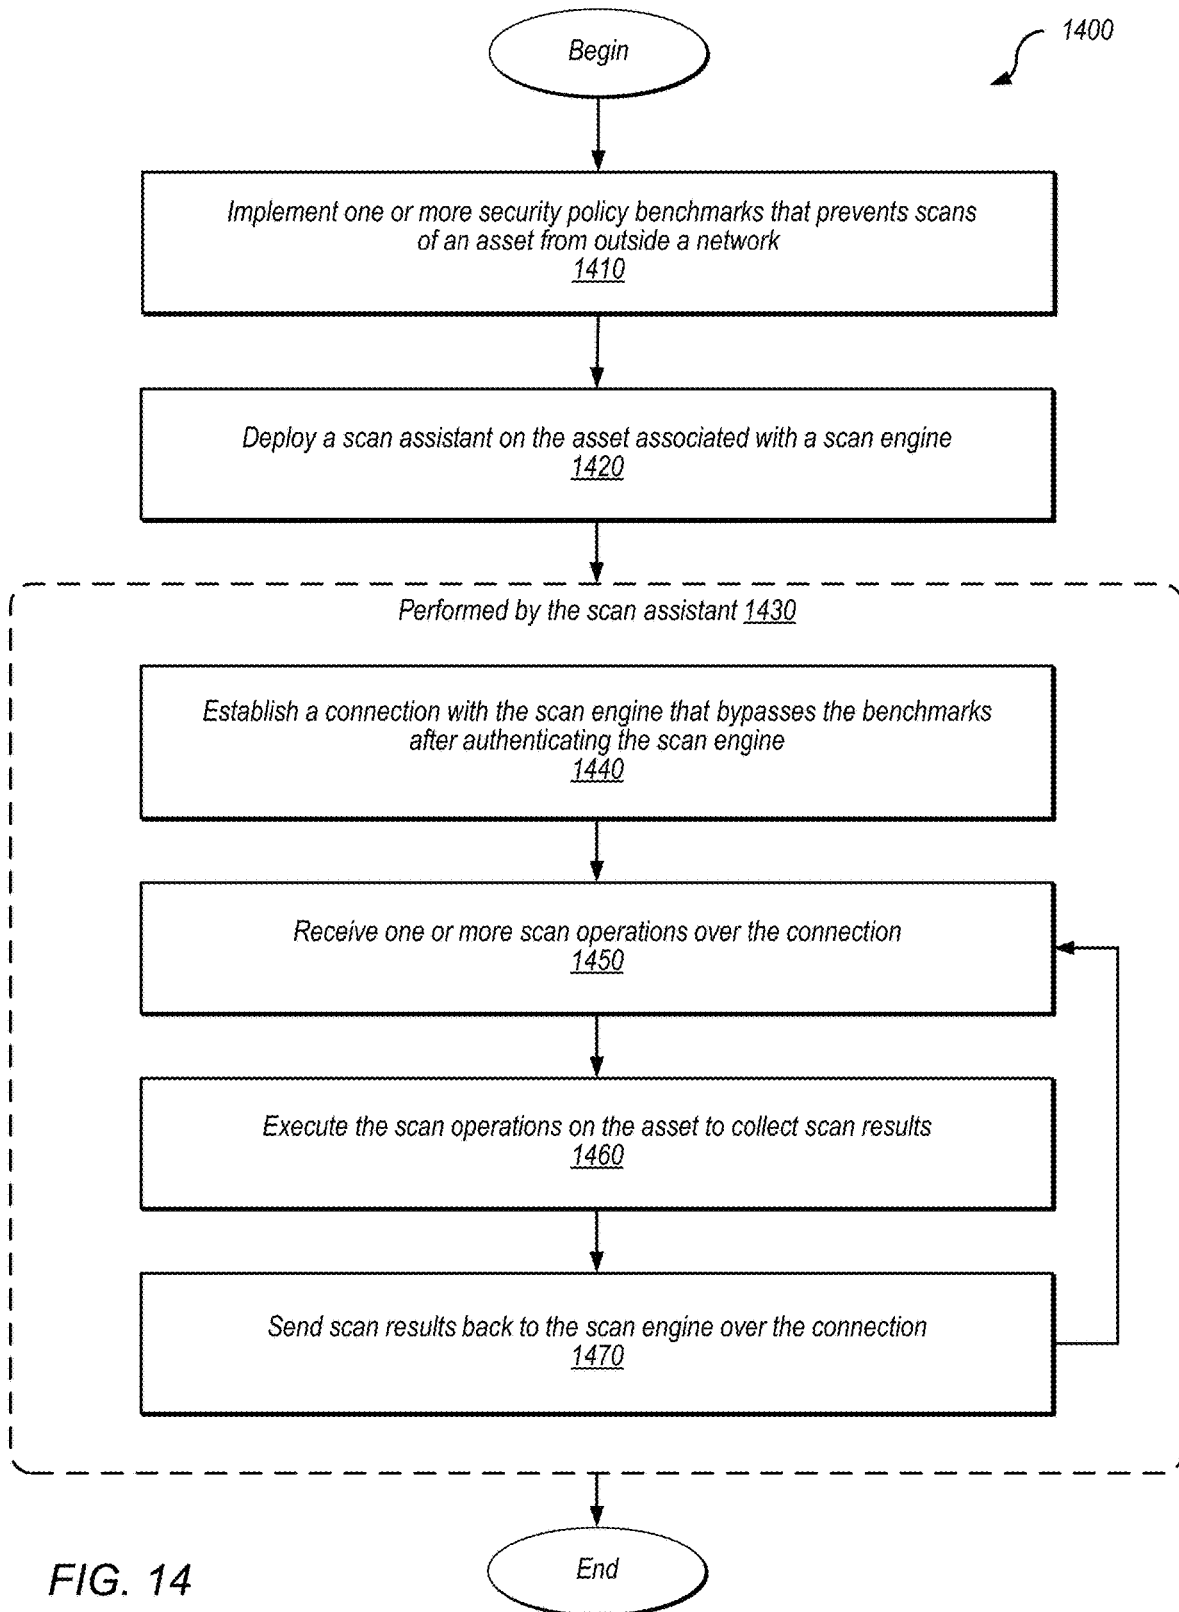 1400
Begin
Implement one or more security policy benchmarks that prevents scans
of an asset from outside a network
1410
Deploy a scan assistant on the asset associated with a scan engine
1420
Performed by the scan assistant 1430
Establish a connection with the scan engine that bypasses the benchmarks
after authenticating the scan engine
1440
Receive one or more scan operations over the connection
1450
Execute the scan operations on the asset to collect scan results
1460
Send scan results back to the scan engine over the connection
1470
End
FIG. 14